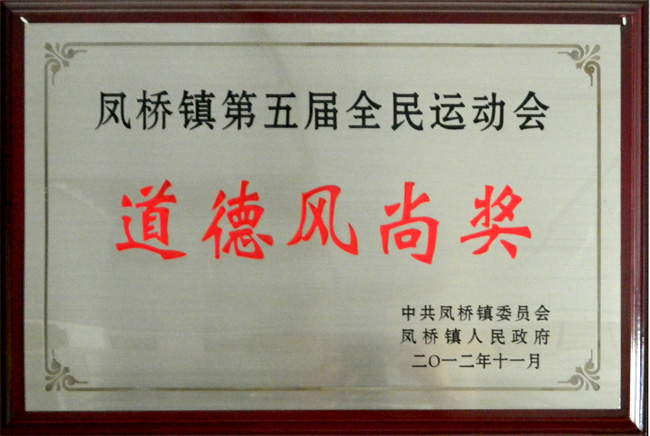 凤桥镇第五届全民运动会
道德风尚奖
中共凤桥镇委员会
凤桥镇人民政府
二〇一二年十一月